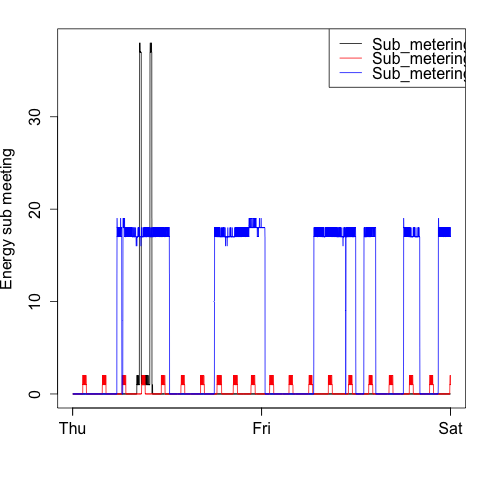 Sub_metering
Sub_metering
Sub_metering
Energy sub meeting
0
10
20
30
Thu
Fri
Sat